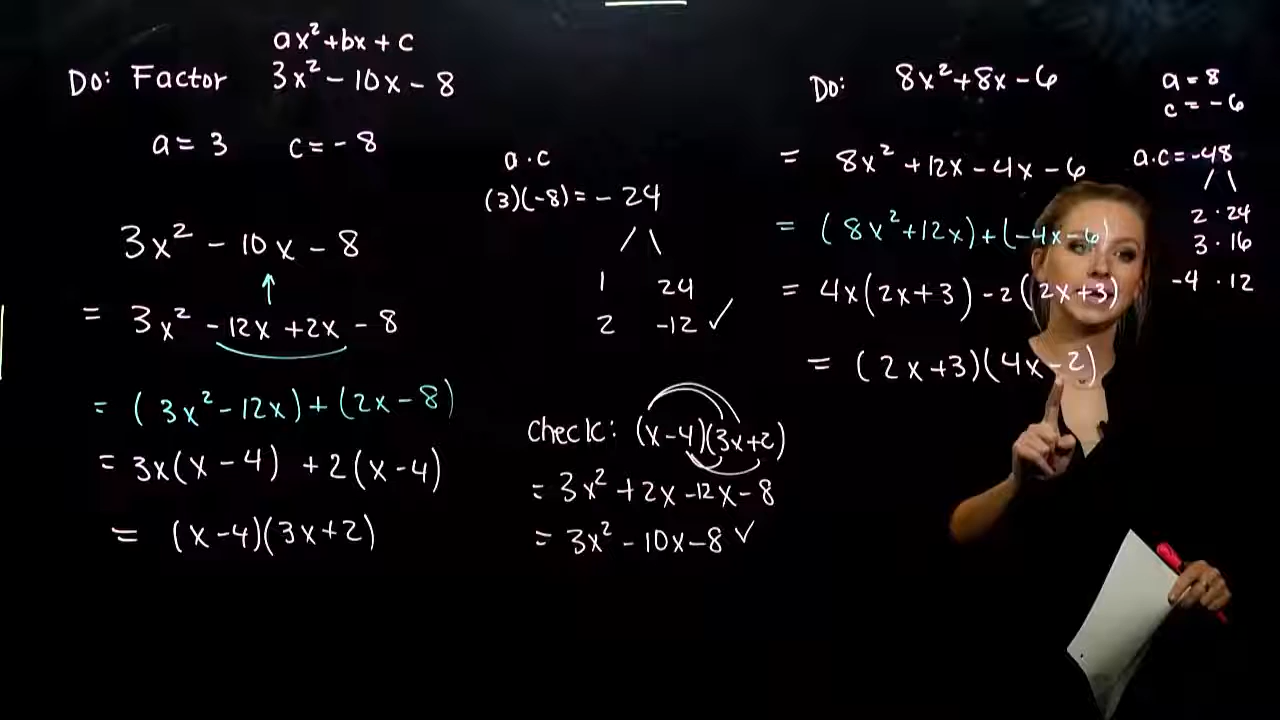 ax² + bx + c
Do: Factor 3x² - 10x - 8
a = 3 c = - 8
3x² - 10x - 8
= 3x² - 12x + 2x - 8
= (3x² - 12x) + (2x - 8)
= 3x(x - 4) + 2(x - 4)
= (x - 4)(3x + 2)
a · c
(3)(-8) = - 24
1 24
2 -12 ✓
Check: (x - 4)(3x + 2)
= 3x² + 2x - 12x - 8
= 3x² - 10x - 8 ✓
Do: 8x² + 8x - 6
= 8x² + 12x - 4x - 6
= (8x² + 12x) + (-4x - 6)
= 4x(2x + 3) - 2(2x + 3)
= (2x + 3)(4x - 2)
a = 8
c = - 6
a·c = -48
2 · 24
3 · 16
-4 · 12